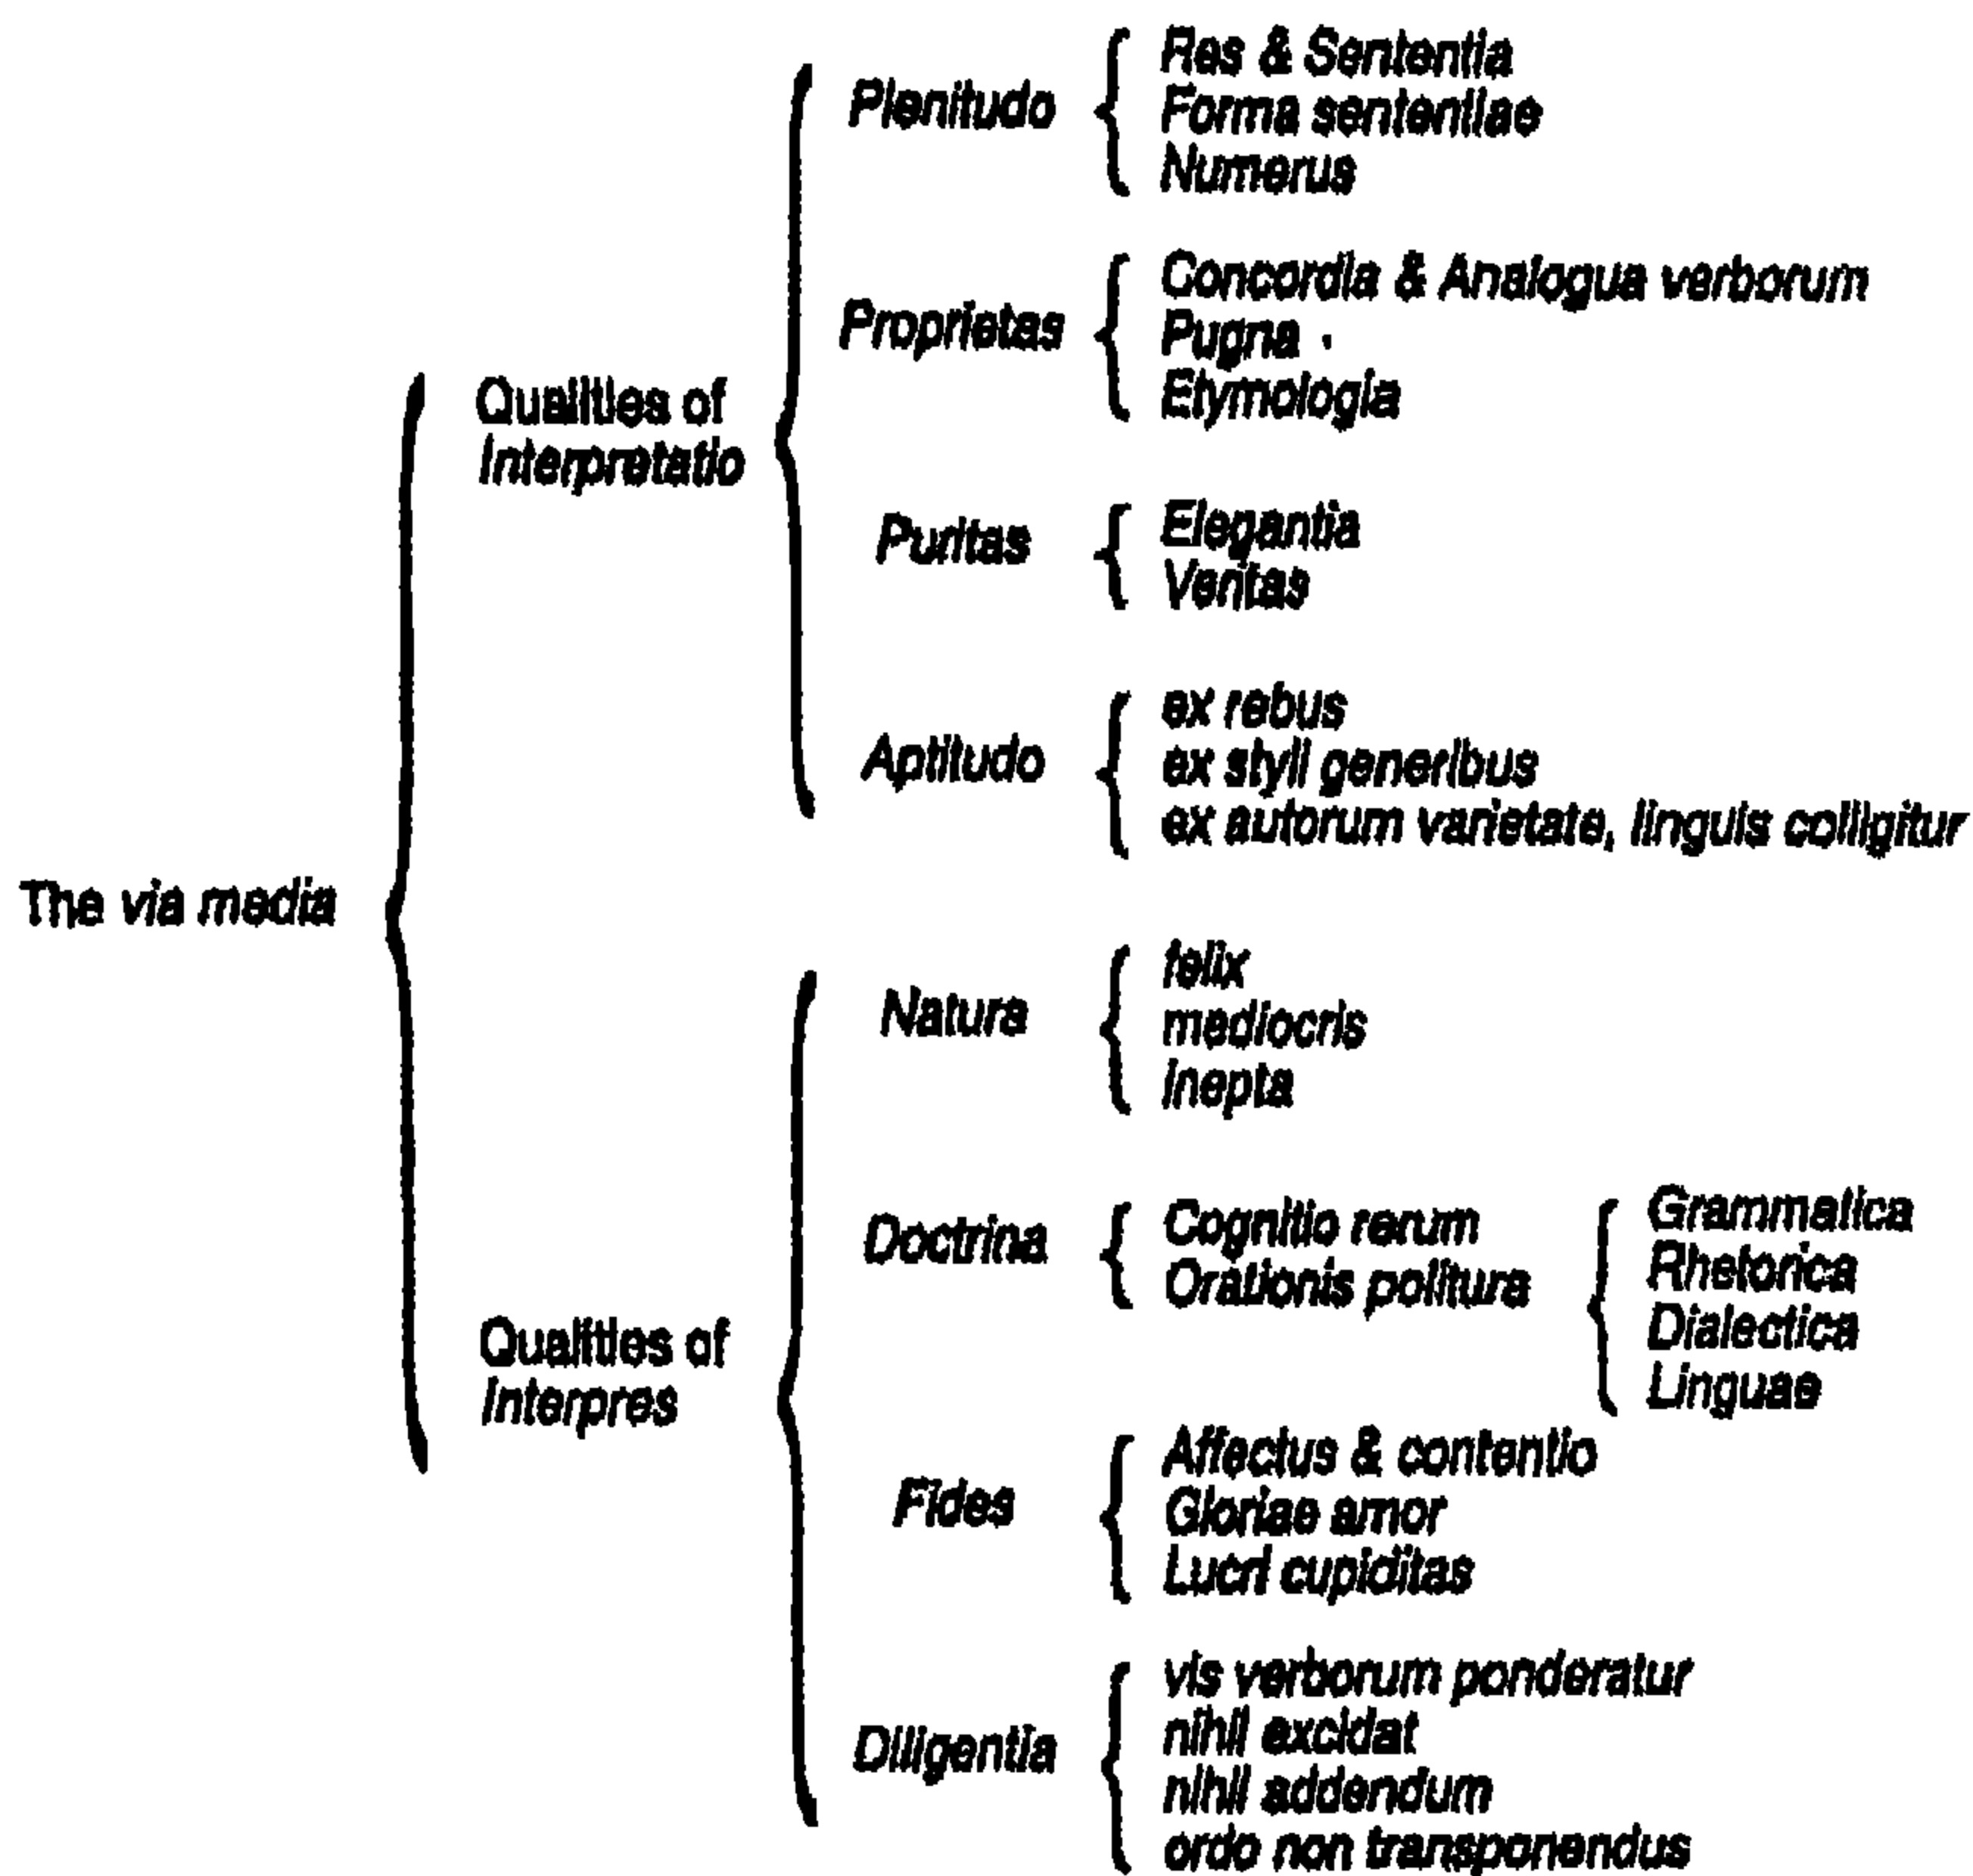 The via media
Qualities of
Interpretatio
Plenitudo
Res & Sententia
Forma sententiae
Numerus
Proprietas
Concordia & Analogua verborum
Pugna
Etymologia
Puritas
Elegantia
Veritas
Aptitudo
ex rebus
ex styli generibus
ex autorum varietate, linguis colligitur
Qualities of
Interpres
Natura
felix
mediocris
inepta
Doctrina
Cognitio rerum
Orationis politura
Grammatica
Rhetorica
Dialectica
Linguae
Fides
Affectus & contentio
Gloriae amor
Lucri cupiditas
Diligentia
vis verborum ponderatur
nihil excidat
nihil addendum
ordo non transponendus